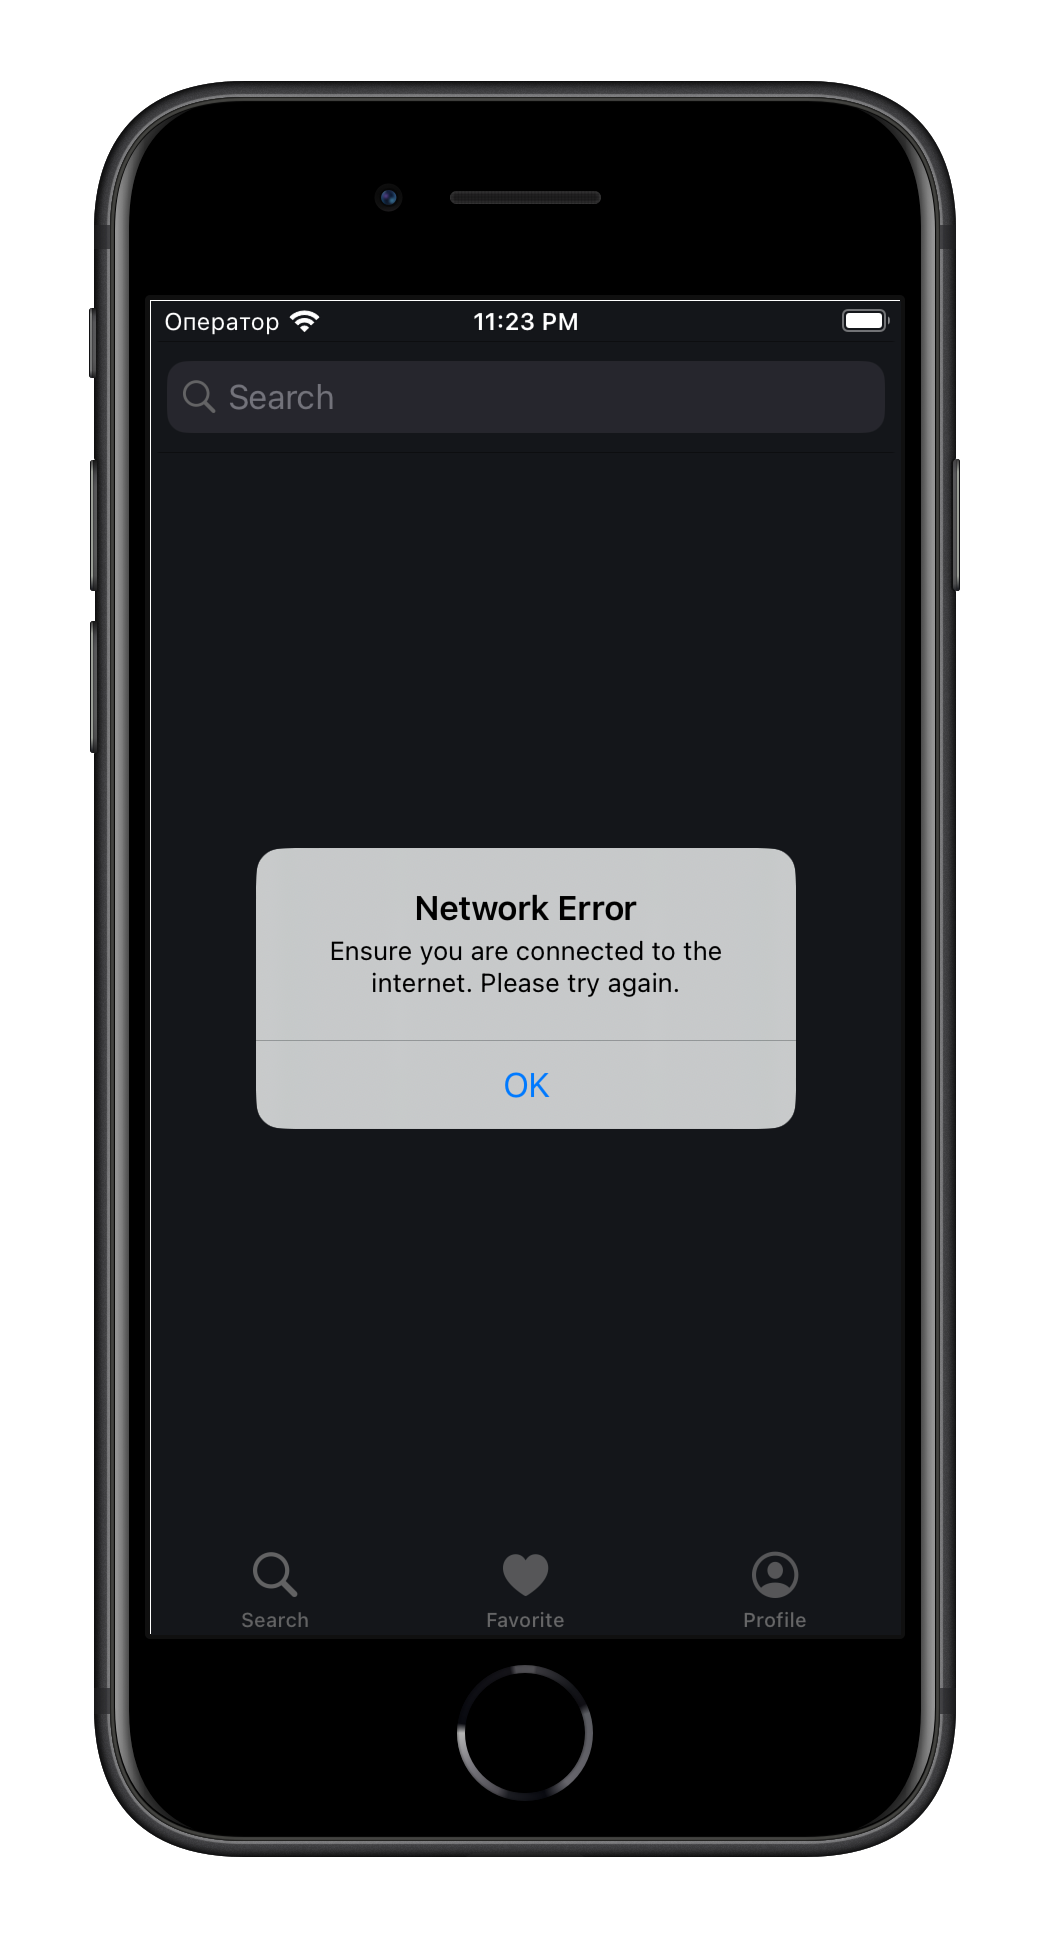 Оператор 11:23 PM
Search
Network Error
Ensure you are connected to the
internet. Please try again.
OK
Search Favorite Profile